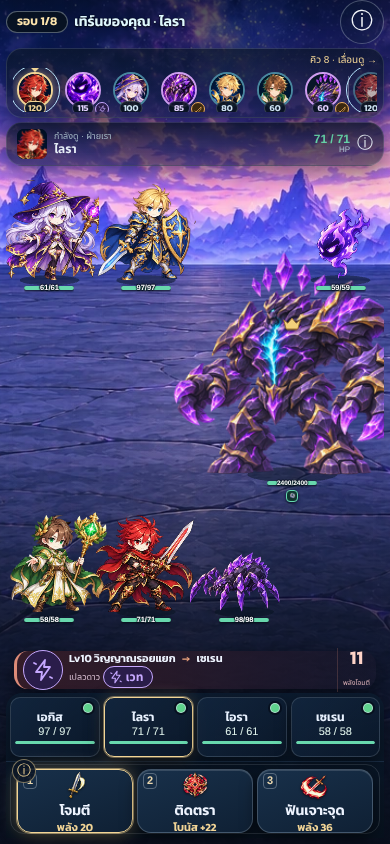 รอบ 1/8 เทิร์นของคุณ · ไลรา
คิว 8 · เลื่อนดู →
120 115 100 85 80 60 60 120
กำลังดู · ฝ่ายเรา
ไลรา
71 / 71
HP
61/61 97/97 59/59
2400/2400
58/58 71/71 98/98
Lv10 วิญญาณรอยแยก → เซเรน
เปลวดาว เวท
11
พลังโจมตี
เอกิส ไลรา ไอรา เซเรน
97 / 97 71 / 71 61 / 61 58 / 58
1 2 3
โจมตี ติดตรา ฟันเจาะจุด
พลัง 20 โบนัส +22 พลัง 36